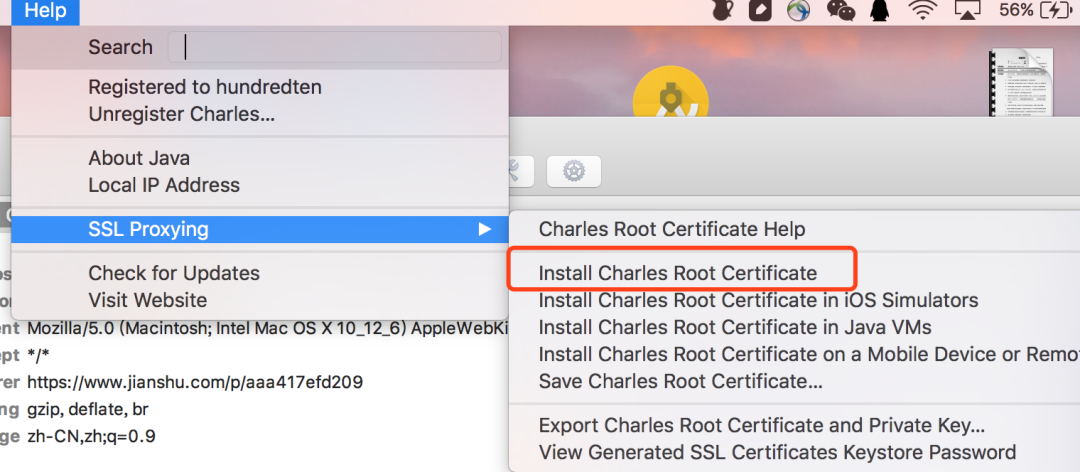 Help
56%
Search
Registered to hundredten
Unregister Charles...
About Java
Local IP Address
SSL Proxying
Check for Updates
Visit Website
Charles Root Certificate Help
Install Charles Root Certificate
Install Charles Root Certificate in iOS Simulators
Install Charles Root Certificate in Java VMs
Install Charles Root Certificate on a Mobile Device or Remo
Save Charles Root Certificate...
Export Charles Root Certificate and Private Key...
View Generated SSL Certificates Keystore Password
ent Mozilla/5.0 (Macintosh; Intel Mac OS X 10_12_6) AppleWebKi
ept */*
rer https://www.jianshu.com/p/aaa417efd209
ng gzip, deflate, br
ge zh-CN,zh;q=0.9